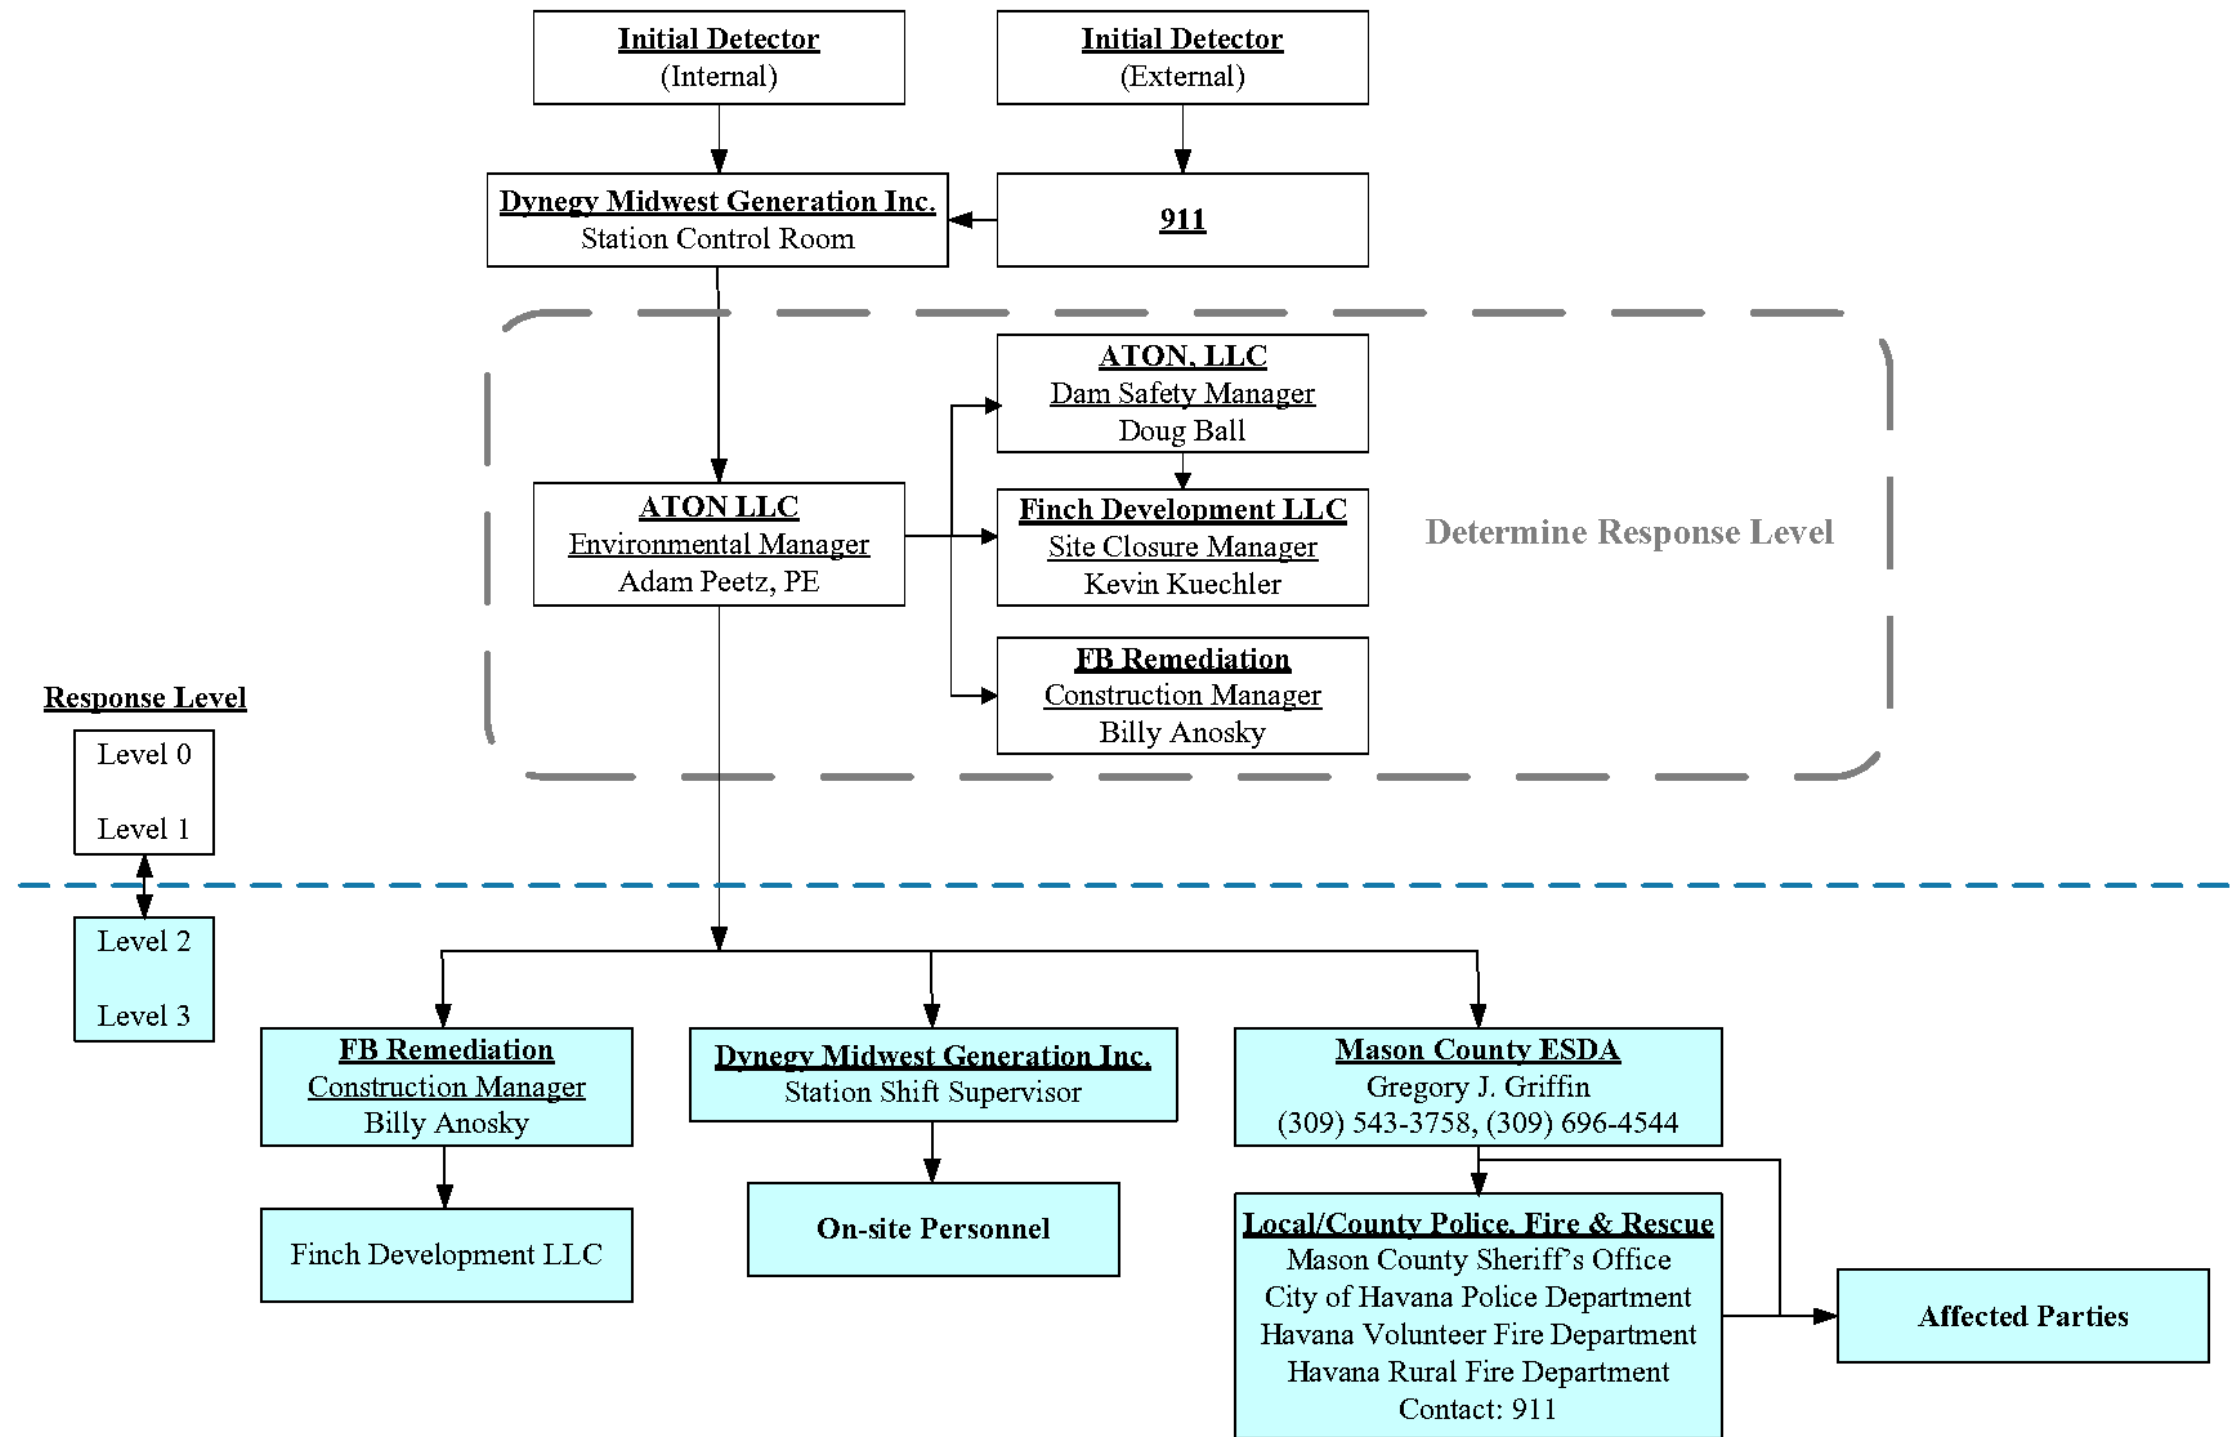 Initial Detector
(Internal)
Initial Detector
(External)
Dynegy Midwest Generation Inc.
Station Control Room
911
ATON, LLC
Dam Safety Manager
Doug Ball
ATON LLC
Environmental Manager
Adam Peetz, PE
Finch Development LLC
Site Closure Manager
Kevin Kuechler
Determine Response Level
FB Remediation
Construction Manager
Billy Anosky
Response Level
Level 0
Level 1
Level 2
Level 3
FB Remediation
Construction Manager
Billy Anosky
Dynegy Midwest Generation Inc.
Station Shift Supervisor
Mason County ESDA
Gregory J. Griffin
(309) 543-3758, (309) 696-4544
Finch Development LLC
On-site Personnel
Local/County Police, Fire & Rescue
Mason County Sheriff’s Office
City of Havana Police Department
Havana Volunteer Fire Department
Havana Rural Fire Department
Contact: 911
Affected Parties